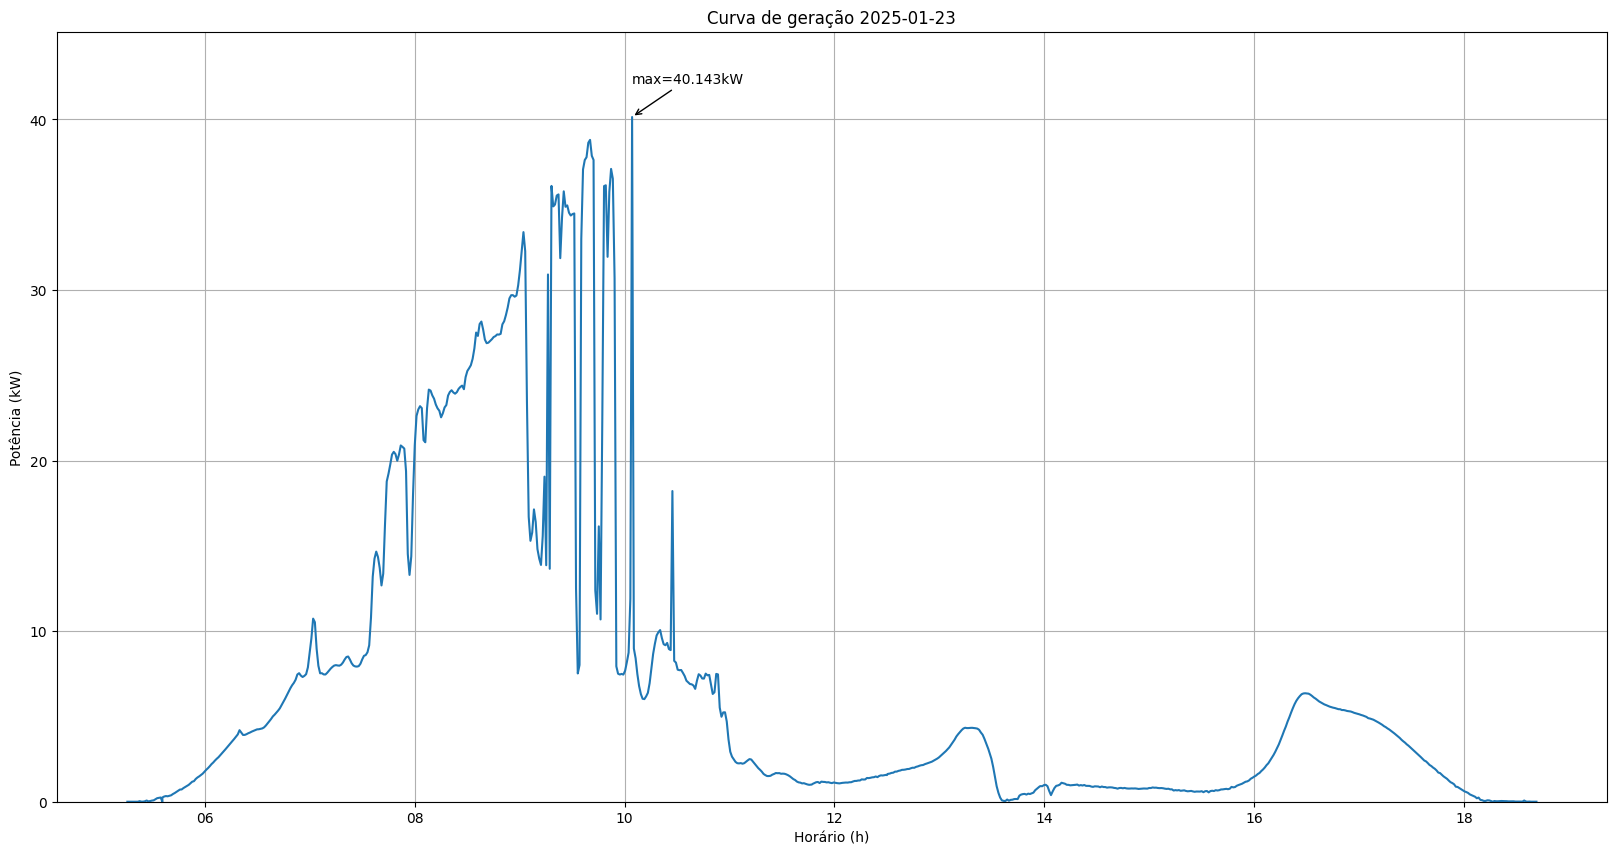 Curva de geração 2025-01-23
max=40.143kW
40
30
20
10
0
Potência (kW)
06 08 10 12 14 16 18
Horário (h)